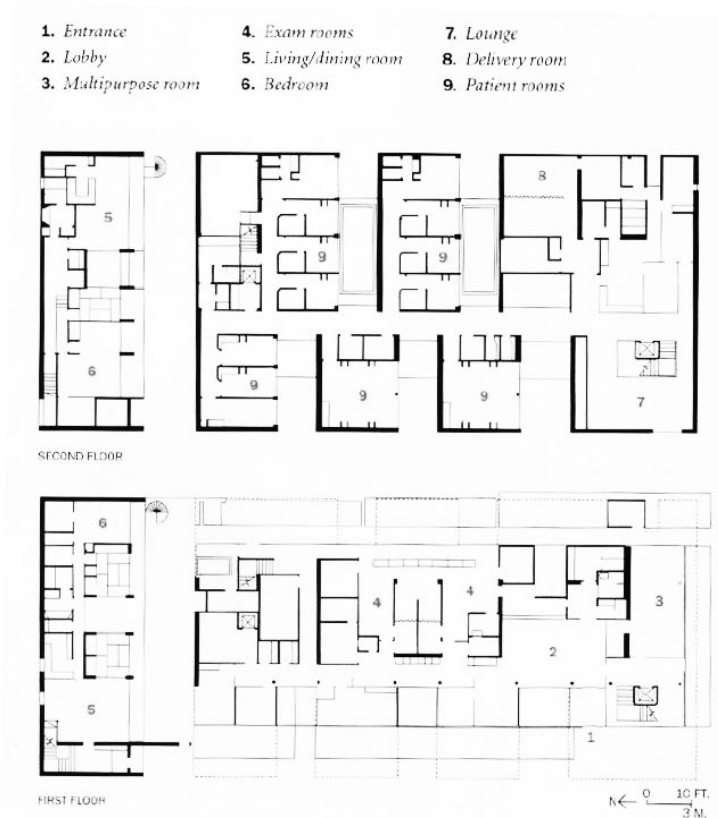 1. Entrance
2. Lobby
3. Multipurpose room
4. Exam rooms
5. Living/dining room
6. Bedroom
7. Lounge
8. Delivery room
9. Patient rooms
5
6
8
9
9
9
9
9
7
SECOND FLOOR
6
5
4
4
3
2
1
FIRST FLOOR
N 0 10 FT.
3 M.